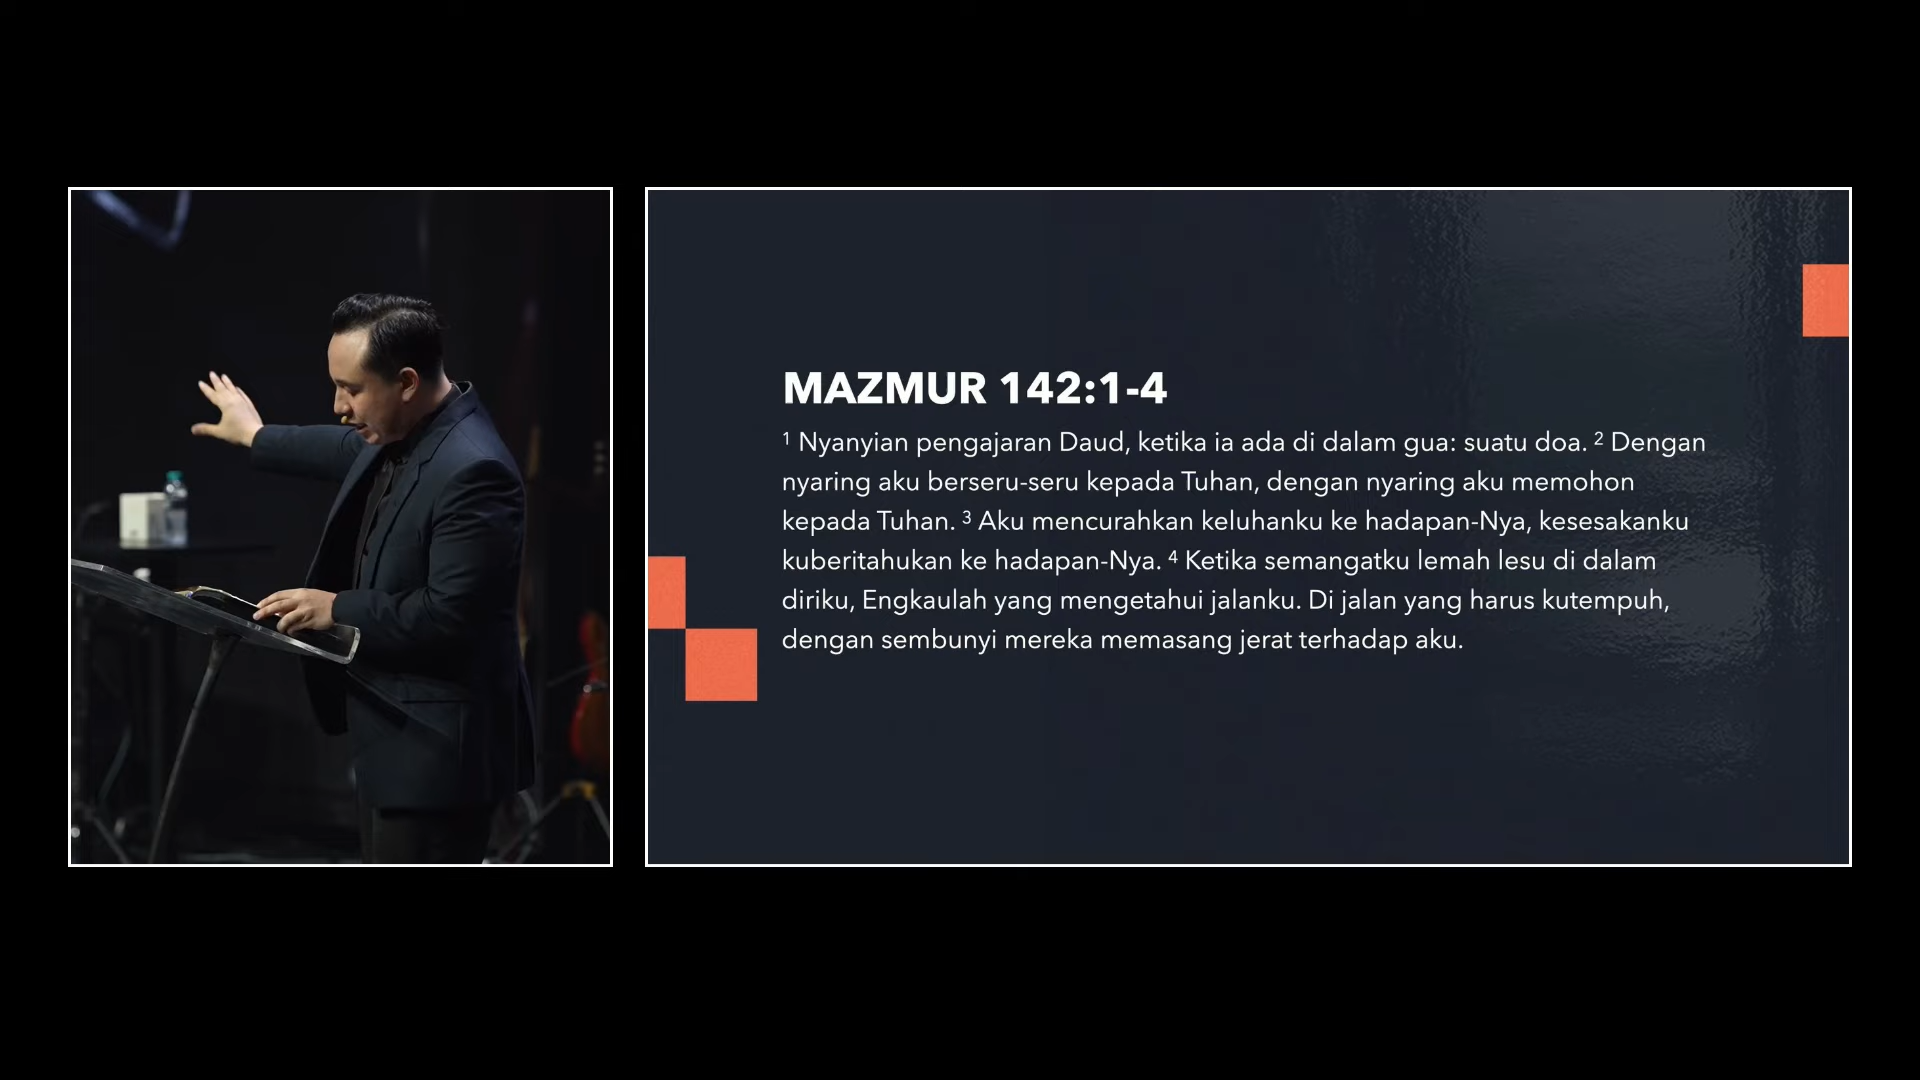 MAZMUR 142:1-4
¹ Nyanyian pengajaran Daud, ketika ia ada di dalam gua: suatu doa. ² Dengan
nyaring aku berseru-seru kepada Tuhan, dengan nyaring aku memohon
kepada Tuhan. ³ Aku mencurahkan keluhanku ke hadapan-Nya, kesesakanku
kuberitahukan ke hadapan-Nya. ⁴ Ketika semangatku lemah lesu di dalam
diriku, Engkaulah yang mengetahui jalanku. Di jalan yang harus kutempuh,
dengan sembunyi mereka memasang jerat terhadap aku.